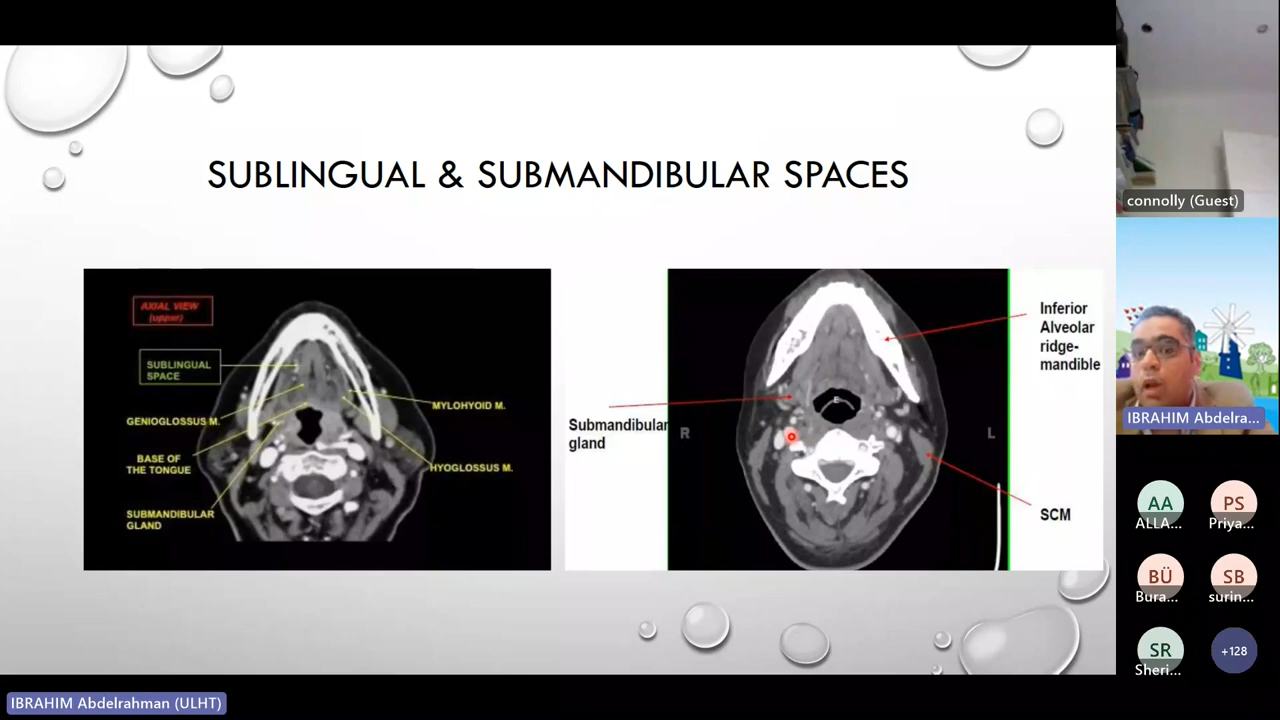 SUBLINGUAL & SUBMANDIBULAR SPACES
AXIAL VIEW
(upper)
SUBLINGUAL
SPACE
GENIOGLOSSUS M.
BASE OF
THE TONGUE
SUBMANDIBULAR
GLAND
MYLOHYOID M.
HYOGLOSSUS M.
Submandibular
gland
R
E
L
Inferior
Alveolar
ridge-
mandible
SCM
connolly (Guest)
IBRAHIM Abdelra...
AA
ALLA...
PS
Priya...
BÜ
Bura...
SB
surin...
SR
Sheri...
+128
IBRAHIM Abdelrahman (ULHT)